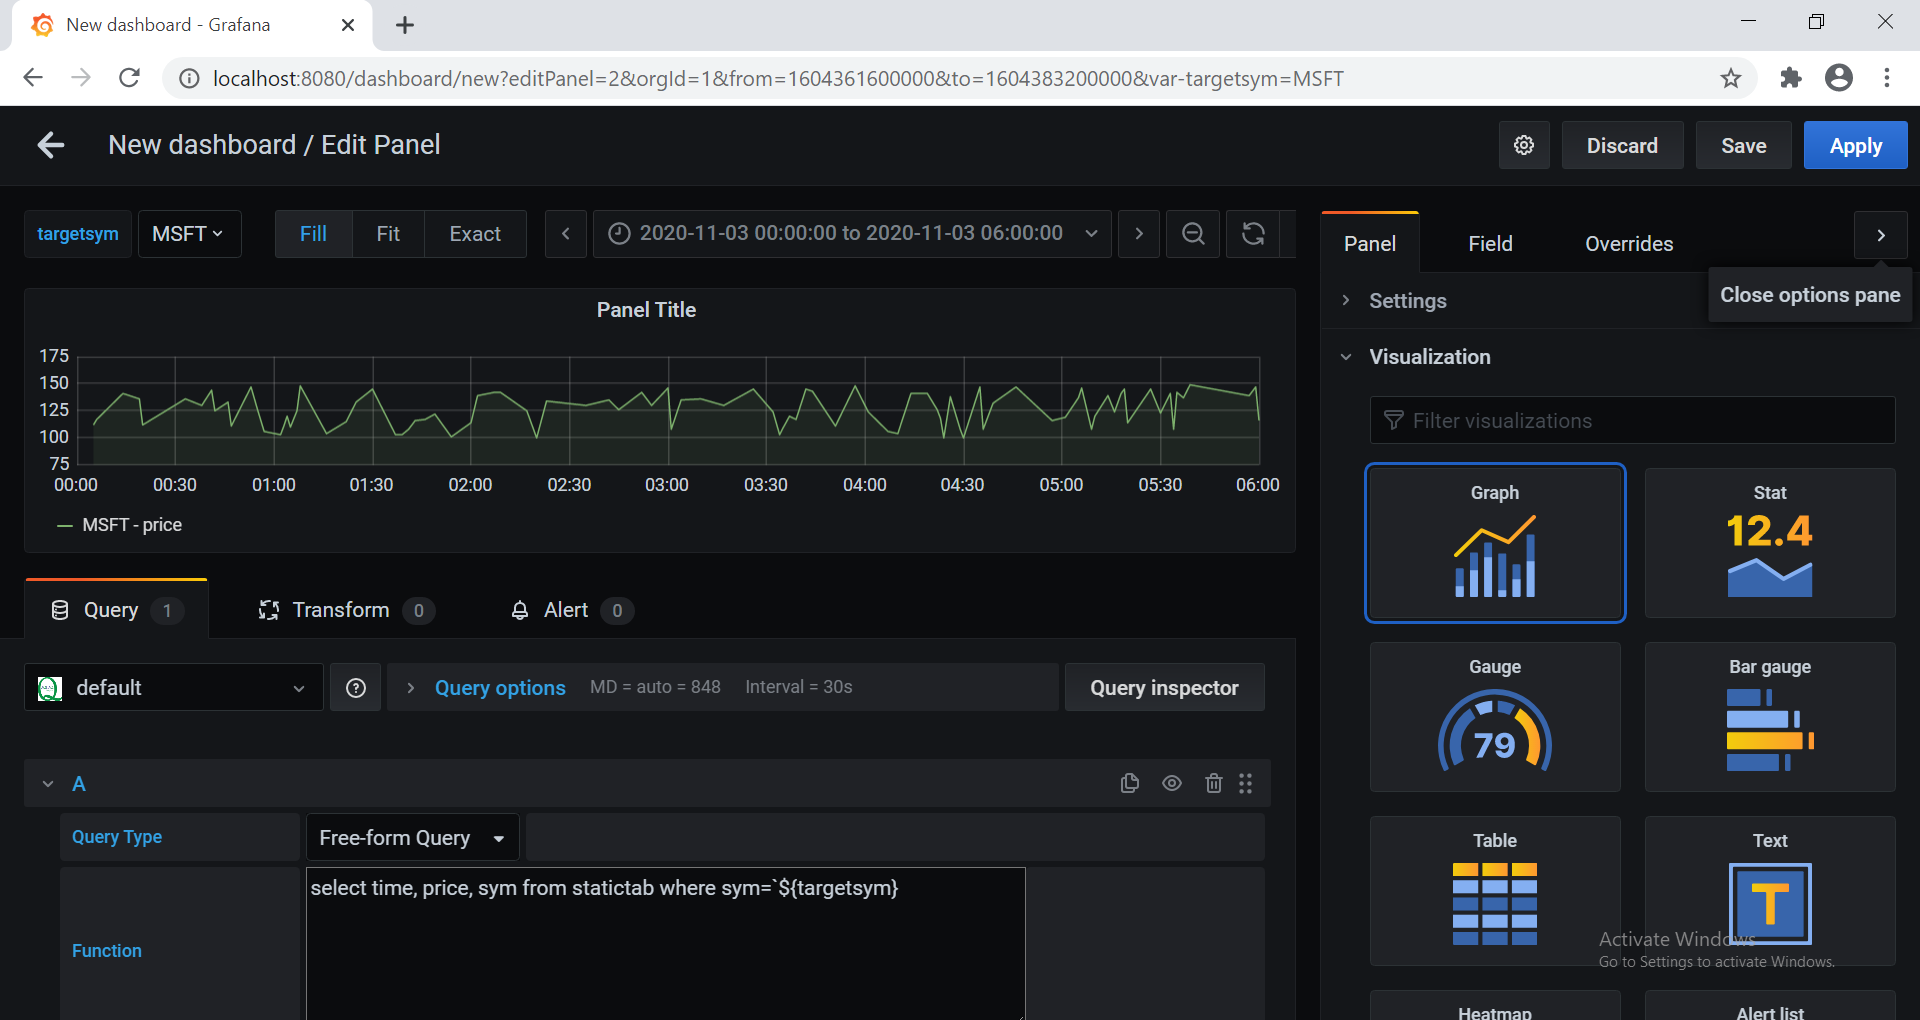 New dashboard - Grafana
localhost:8080/dashboard/new?editPanel=2&orgId=1&from=1604361600000&to=1604383200000&var-targetsym=MSFT
New dashboard / Edit Panel
Discard
Save
Apply
targetsym
MSFT
Fill
Fit
Exact
2020-11-03 00:00:00 to 2020-11-03 06:00:00
Panel
Field
Overrides
Close options pane
Settings
Visualization
Filter visualizations
Panel Title
175
150
125
100
75
00:00 00:30 01:00 01:30 02:00 02:30 03:00 03:30 04:00 04:30 05:00 05:30 06:00
MSFT - price
Query 1
Transform 0
Alert 0
default
Query options MD = auto = 848 Interval = 30s
Query inspector
A
Query Type
Free-form Query
Function
select time, price, sym from statictab where sym=`${targetsym}
Graph
Stat
12.4
Gauge
79
Bar gauge
Table
Text
T
Activate Windows
Go to Settings to activate Windows.
Heatmap
Alert list